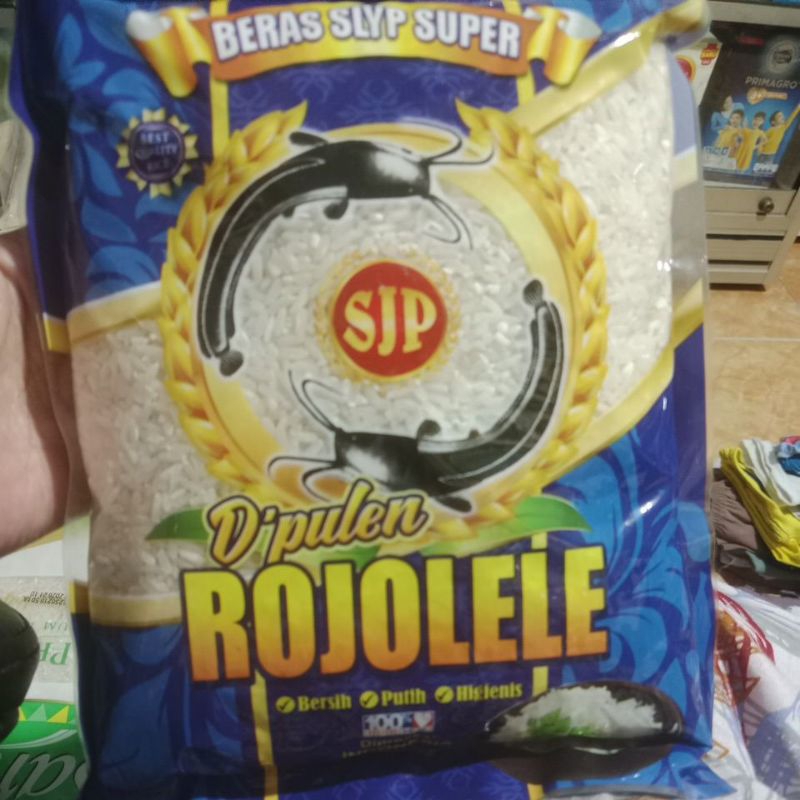 BERAS SLYP SUPER
PRIMAGRO
BEST
QUALITY
SJP
D'pulen
ROJOLELE
Bersih Putih Higienis
100%